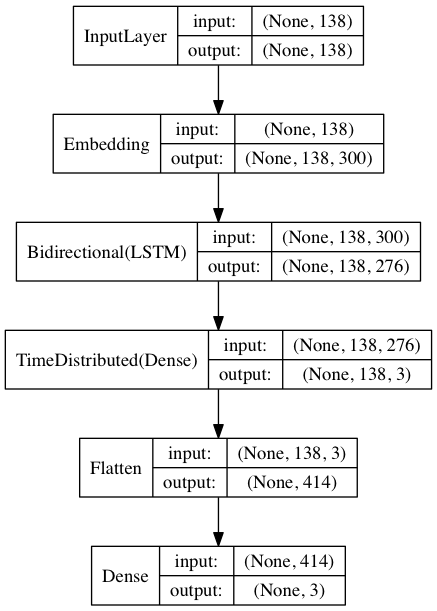 InputLayer
input: (None, 138)
output: (None, 138)
Embedding
input: (None, 138)
output: (None, 138, 300)
Bidirectional(LSTM)
input: (None, 138, 300)
output: (None, 138, 276)
TimeDistributed(Dense)
input: (None, 138, 276)
output: (None, 138, 3)
Flatten
input: (None, 138, 3)
output: (None, 414)
Dense
input: (None, 414)
output: (None, 3)